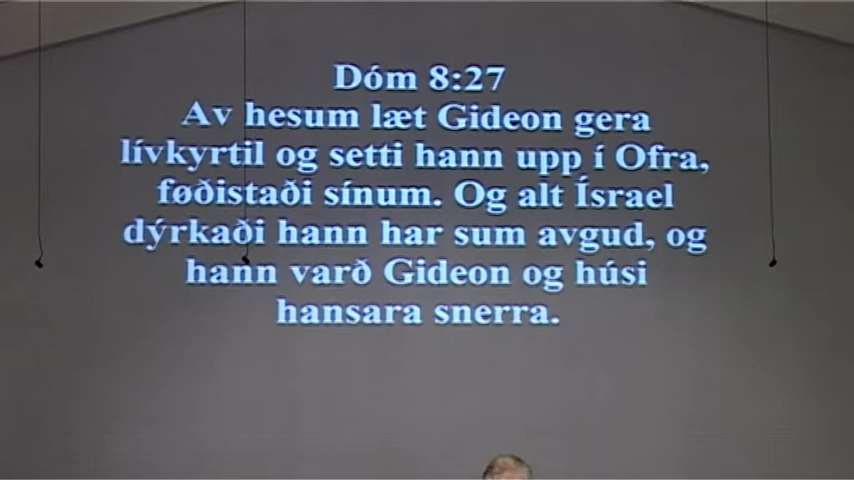 Dóm 8:27
Av hesum læt Gideon gera
lívkyrtil og setti hann upp í Ofra,
føðistaði sínum. Og alt Ísrael
dýrkaði hann har sum avgud, og
hann varð Gideon og húsi
hansara snerra.